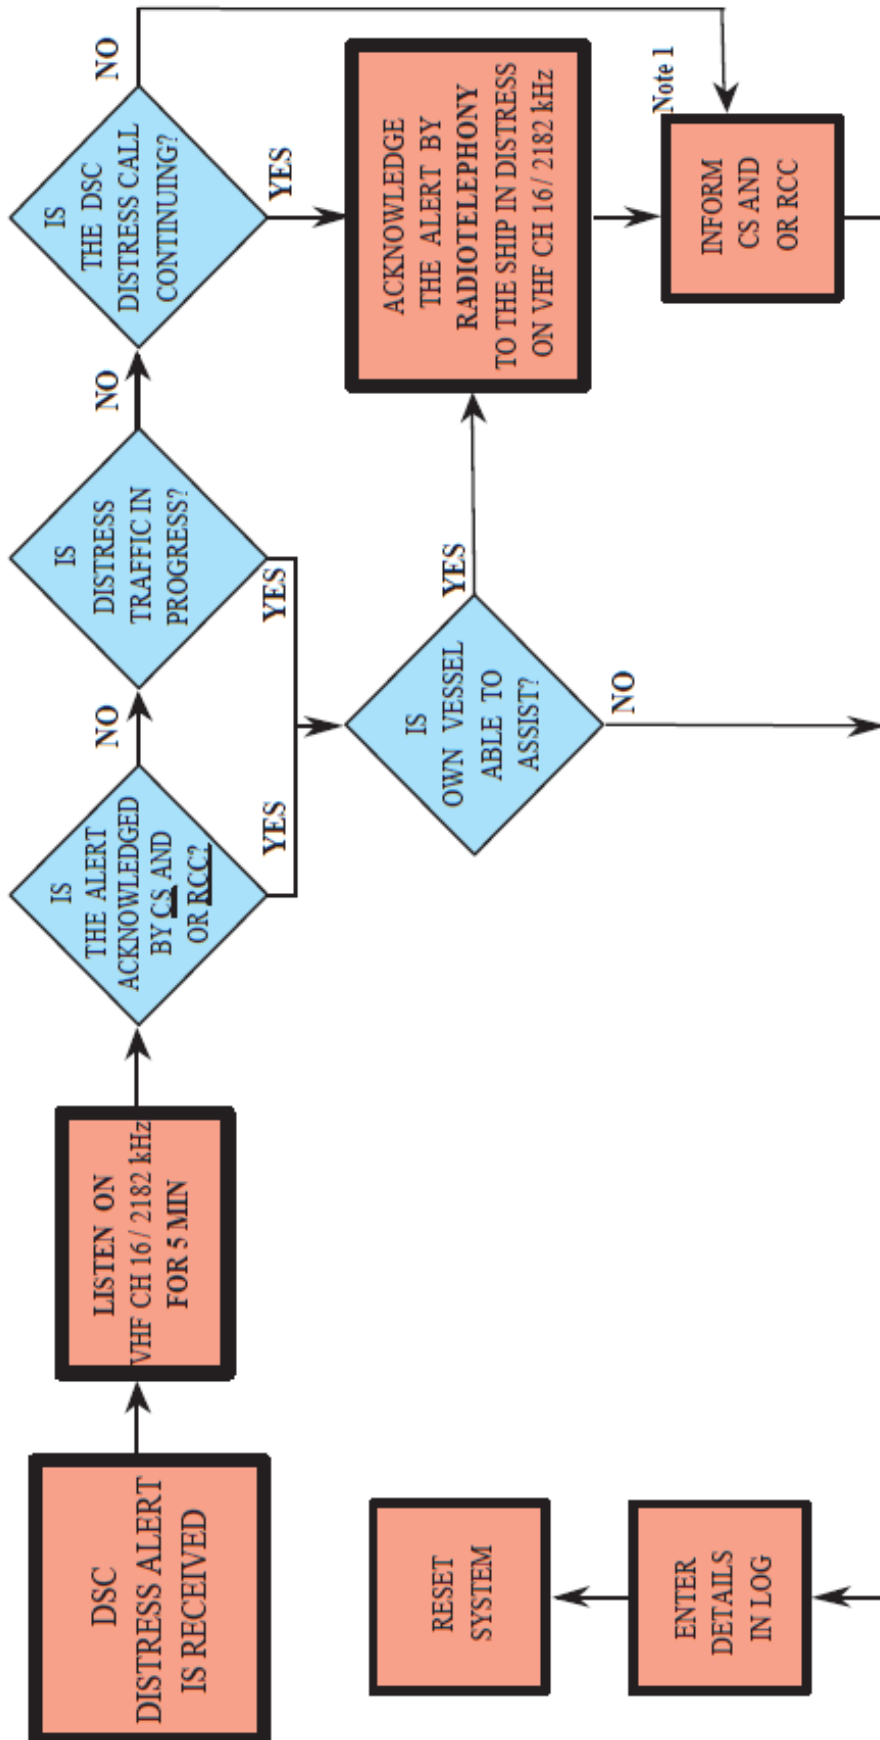 DSC
DISTRESS ALERT
IS RECEIVED
LISTEN ON
VHF CH 16/ 2182 kHz
FOR 5 MIN
IS
THE ALERT
ACKNOWLEDGED
BY CS AND
OR RCC?
NO
YES
IS
DISTRESS
TRAFFIC IN
PROGRESS?
NO
YES
IS
THE DSC
DISTRESS CALL
CONTINUING?
NO
YES
RESET
SYSTEM
IS
OWN VESSEL
ABLE TO
ASSIST?
YES
NO
ACKNOWLEDGE
THE ALERT BY
RADIOTELEPHONY
TO THE SHIP IN DISTRESS
ON VHF CH 16 / 2182 kHz
ENTER
DETAILS
IN LOG
Note 1
INFORM
CS AND
OR RCC